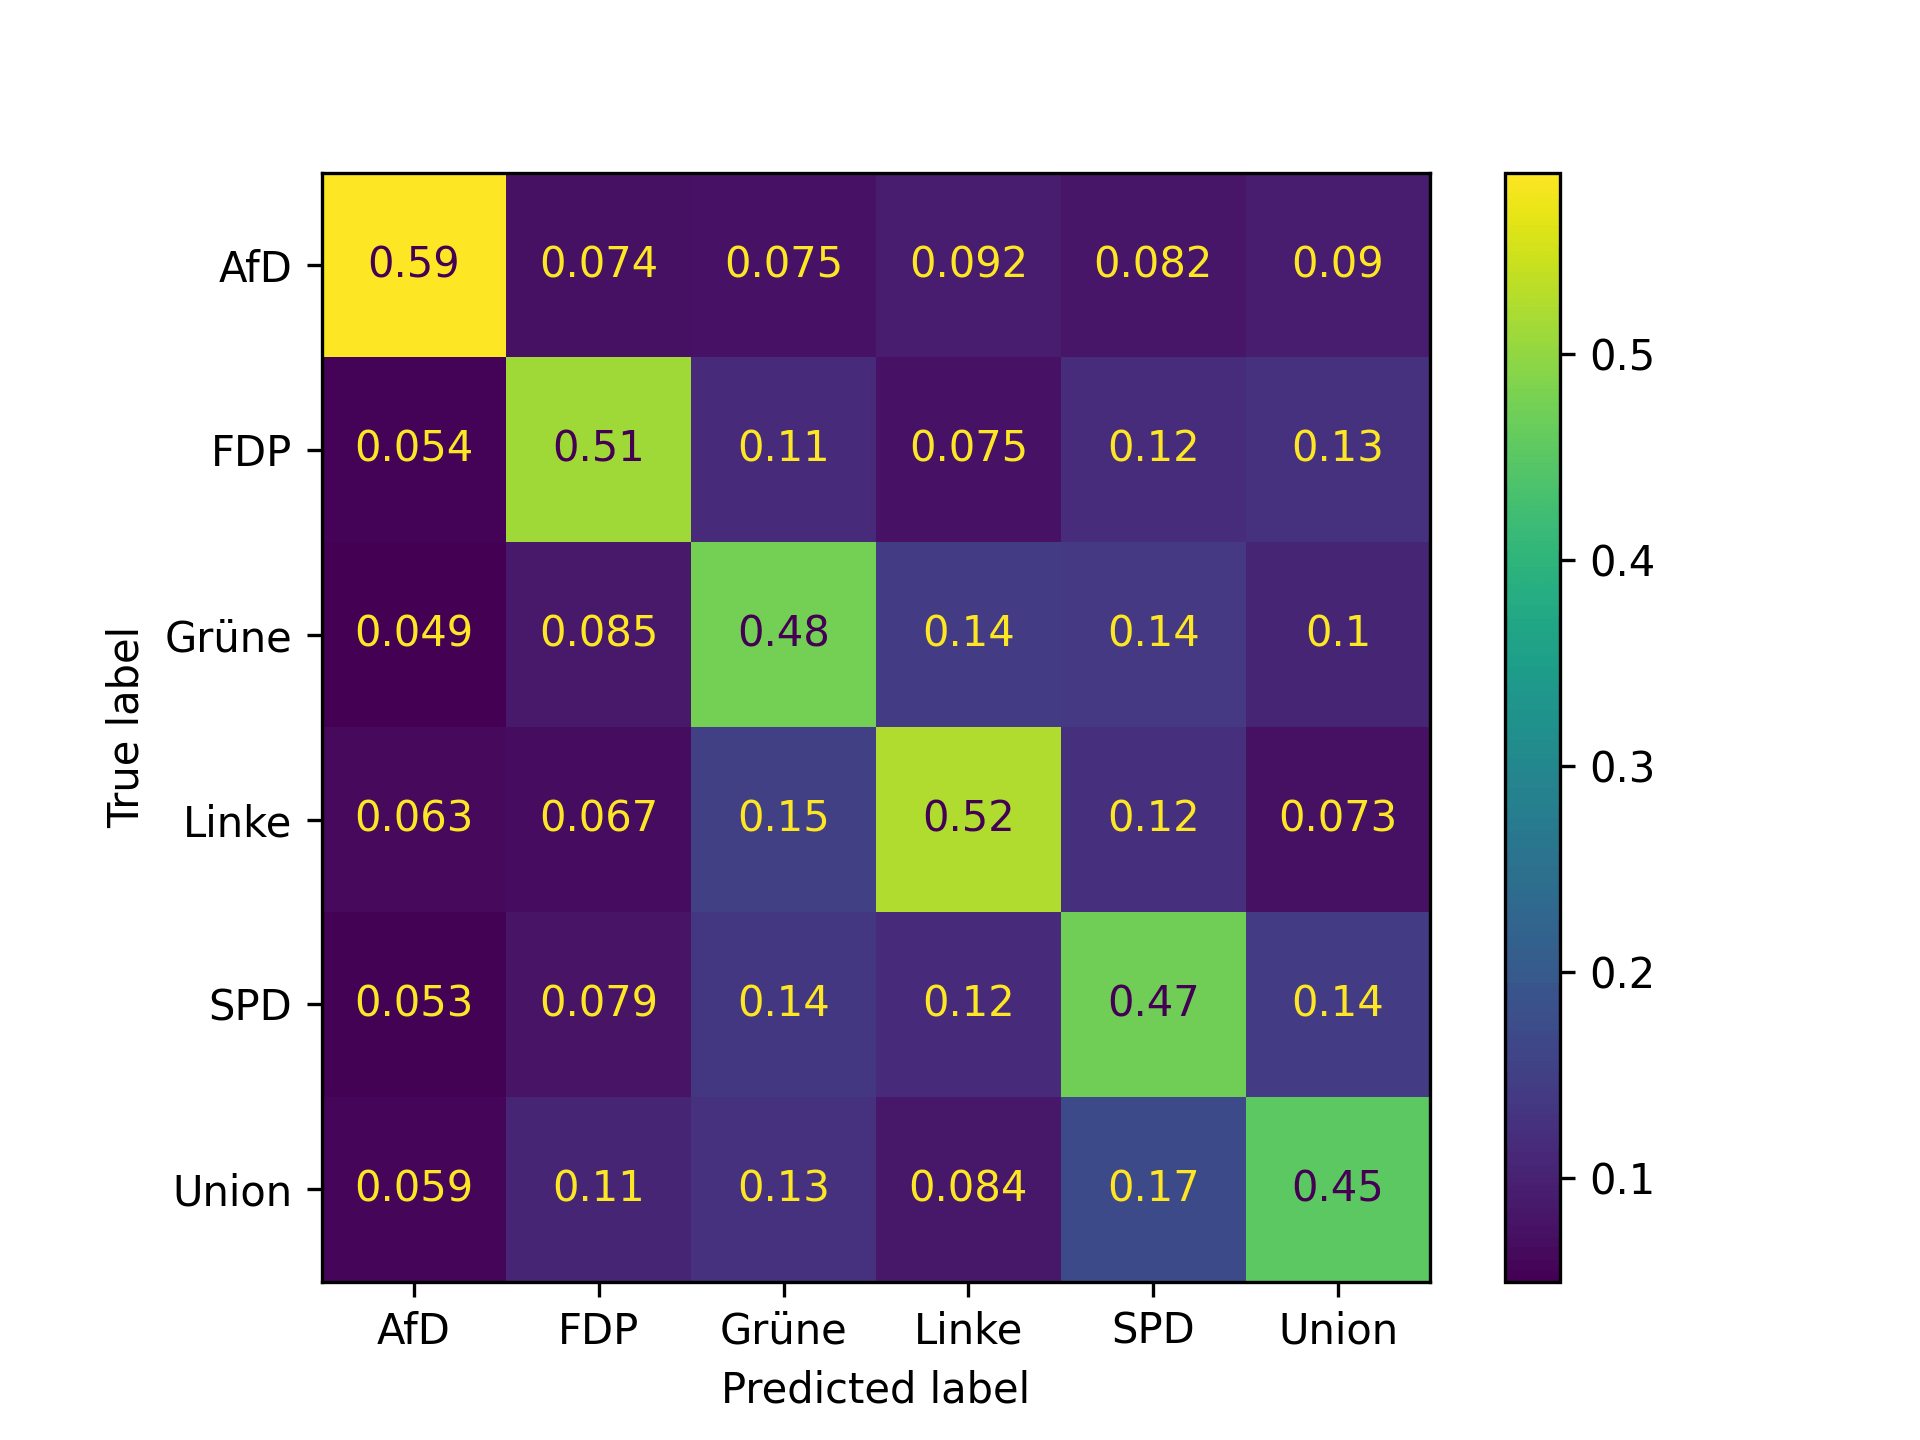 AfD 0.59 0.074 0.075 0.092 0.082 0.09
FDP 0.054 0.51 0.11 0.075 0.12 0.13
Grüne 0.049 0.085 0.48 0.14 0.14 0.1
Linke 0.063 0.067 0.15 0.52 0.12 0.073
SPD 0.053 0.079 0.14 0.12 0.47 0.14
Union 0.059 0.11 0.13 0.084 0.17 0.45
AfD FDP Grüne Linke SPD Union
Predicted label
True label
0.5
0.4
0.3
0.2
0.1